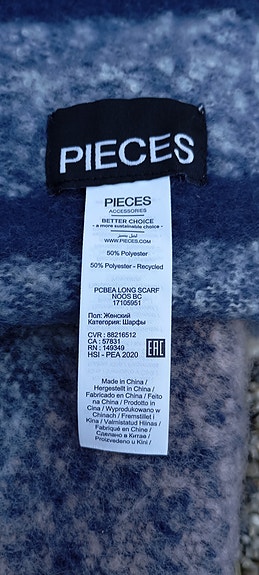 PIECES
PIECES
ACCESSORIES
BETTER CHOICE
- a more sustainable choice -
WWW.PIECES.COM
50% Polyester
50% Polyester - Recycled
PCBEA LONG SCARF
NOOS BC
17105951
Пол: Женский
Категория: Шарфы
CVR : 88216512
CA : 57831
RN : 149349
HSI - PEA 2020
EAC
Made in China /
Hergestellt in China /
Fabricado en China / Feito
na China / Prodotto in
Cina / Wyprodukowano w
Chinach / Fremstillet i
Kina / Valmistatud Hiinas /
Fabriqué en Chine /
Сделано в Китае /
Proizvedeno u Kini /